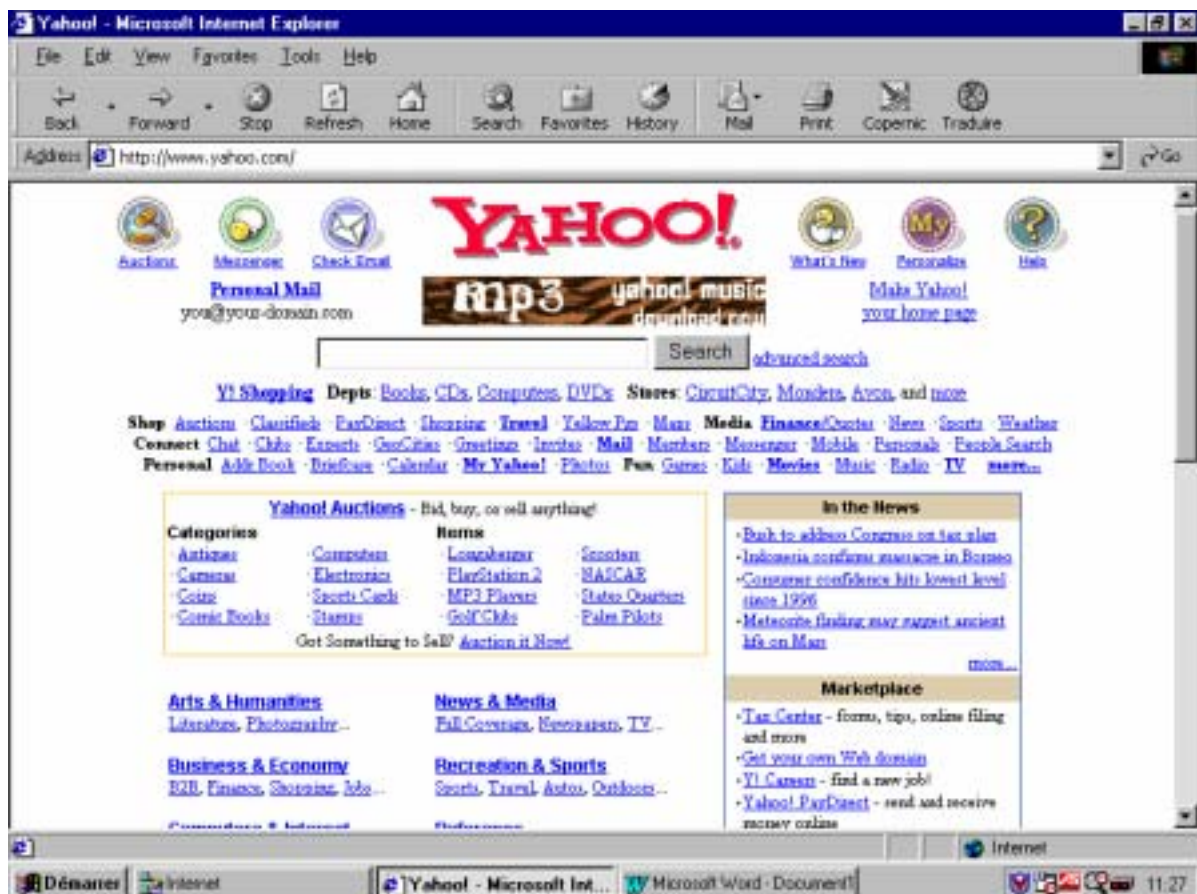 Yahoo! - Microsoft Internet Explorer
File Edit View Favorites Tools Help
Back Forward Stop Refresh Home Search Favorites History Mail Print Copernic Traduire
Address http://www.yahoo.com/ Go
YAHOO!
Auctions Messenger Check Email What's New My Personalize Help
Personal Mail
you@your-domain.com
mp3 yahoo! music
download now
Make Yahoo!
your home page
Search advanced search
Y! Shopping Depts: Books, CDs, Computers, DVDs Stores: CircuitCity, Mondera, Avon, and more
Shop Auctions · Classifieds · PayDirect · Shopping · Travel · Yellow Pgs · Maps Media Finance/Quotes · News · Sports · Weather
Connect Chat · Clubs · Experts · GeoCities · Greetings · Invites · Mail · Members · Messenger · Mobile · Personals · People Search
Personal Addr Book · Briefcase · Calendar · My Yahoo! · Photos Fun Games · Kids · Movies · Music · Radio · TV more...
Yahoo! Auctions - Bid, buy, or sell anything!
Categories Items
· Antiques · Computers · Longaberger · Scooters
· Cameras · Electronics · PlayStation 2 · NASCAR
· Coins · Sports Cards · MP3 Players · States Quarters
· Comic Books · Stamps · Golf Clubs · Palm Pilots
Got Something to Sell? Auction it Now!
In the News
· Bush to address Congress on tax plan
· Indonesia confirms massacre in Borneo
· Consumer confidence hits lowest level
since 1996
· Meteorite finding may suggest ancient
life on Mars
more...
Marketplace
· Tax Center - forms, tips, online filing
and more
· Get your own Web domain
· Y! Careers - find a new job!
· Yahoo! PayDirect - send and receive
money online
Arts & Humanities
Literature, Photography...
News & Media
Full Coverage, Newspapers, TV...
Business & Economy
B2B, Finance, Shopping, Jobs...
Recreation & Sports
Sports, Travel, Autos, Outdoors...
Computers & Internet
Reference
Internet
Démarrer Internet Yahoo! - Microsoft Int... Microsoft Word - Document1 11:27